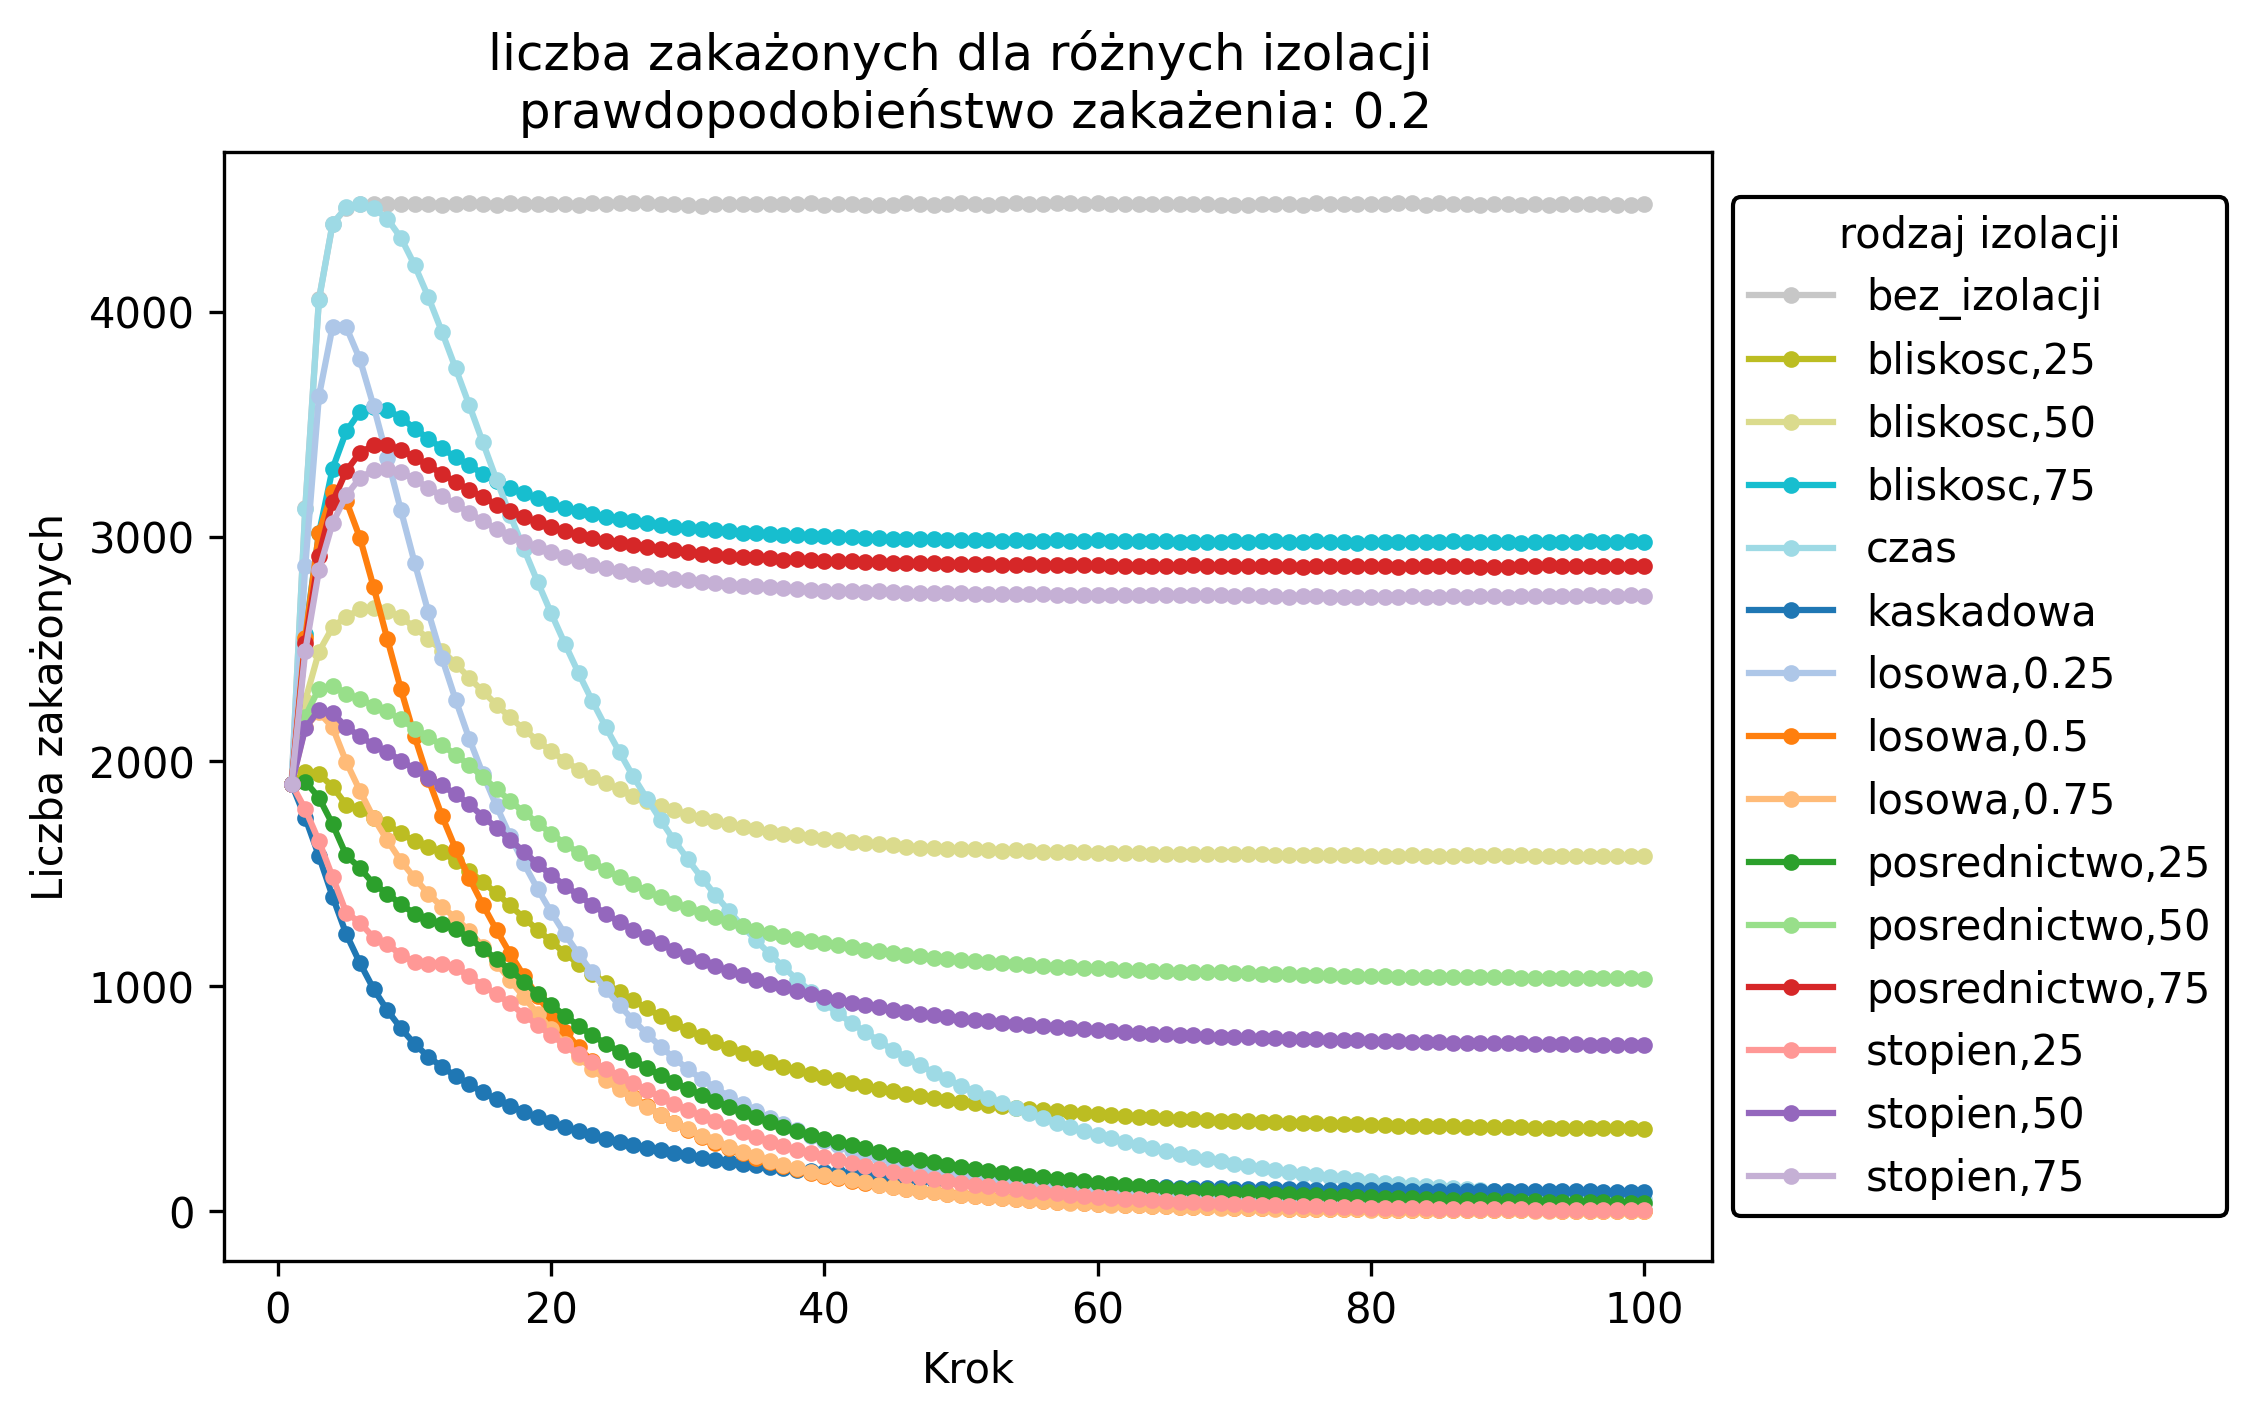 liczba zakażonych dla różnych izolacji
prawdopodobieństwo zakażenia: 0.2
Liczba zakażonych
4000
3000
2000
1000
0
0 20 40 60 80 100
Krok
rodzaj izolacji
bez_izolacji
bliskosc,25
bliskosc,50
bliskosc,75
czas
kaskadowa
losowa,0.25
losowa,0.5
losowa,0.75
posrednictwo,25
posrednictwo,50
posrednictwo,75
stopien,25
stopien,50
stopien,75